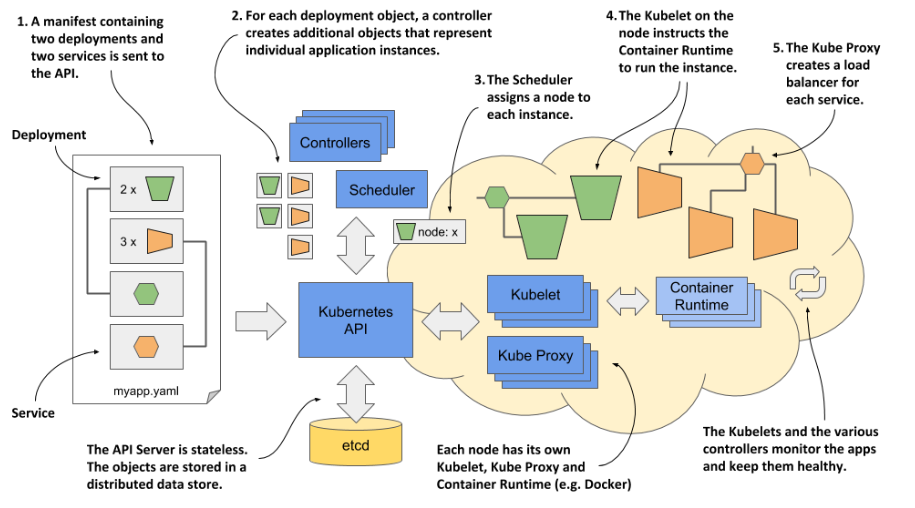 1. A manifest containing
two deployments and
two services is sent to
the API.
2. For each deployment object, a controller
creates additional objects that represent
individual application instances.
3. The Scheduler
assigns a node to
each instance.
4. The Kubelet on the
node instructs the
Container Runtime
to run the instance.
5. The Kube Proxy
creates a load
balancer for
each service.
Deployment
2 x
3 x
myapp.yaml
Service
Controllers
Scheduler
node: x
Kubernetes
API
etcd
Kubelet
Kube Proxy
Container
Runtime
The API Server is stateless.
The objects are stored in a
distributed data store.
Each node has its own
Kubelet, Kube Proxy and
Container Runtime (e.g. Docker)
The Kubelets and the various
controllers monitor the apps
and keep them healthy.